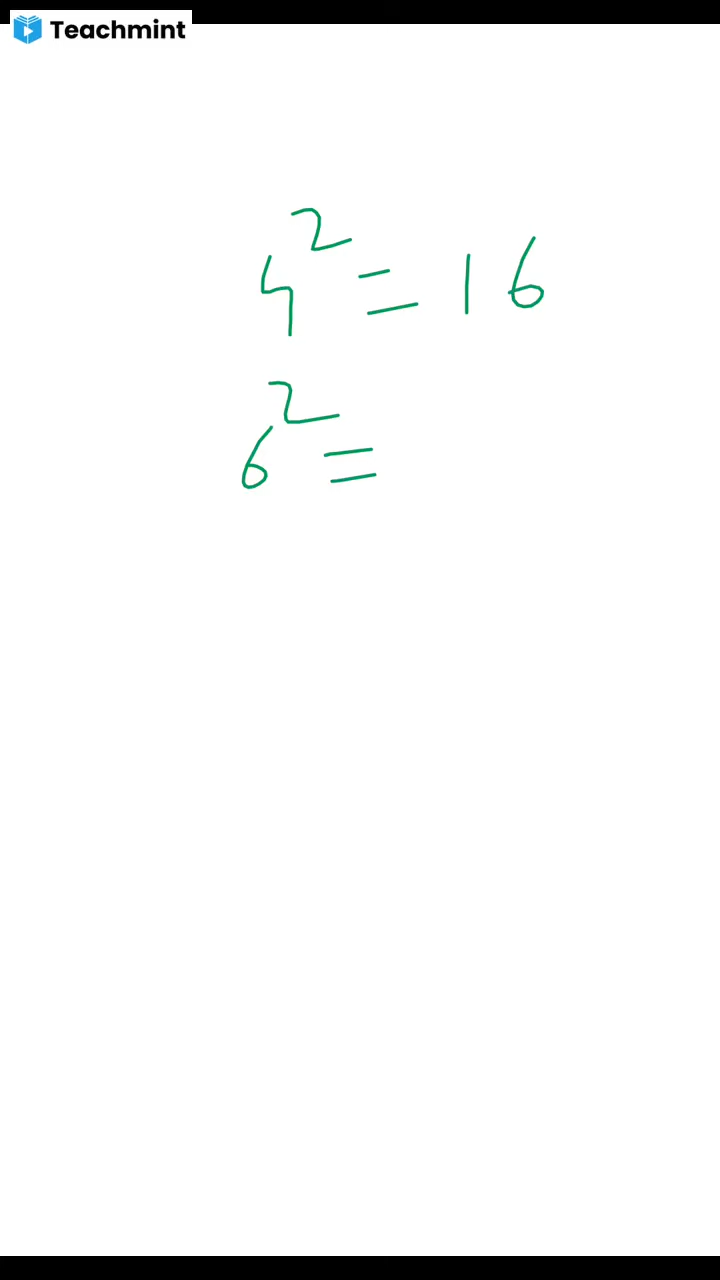 Teachmint
4² = 16
6² =